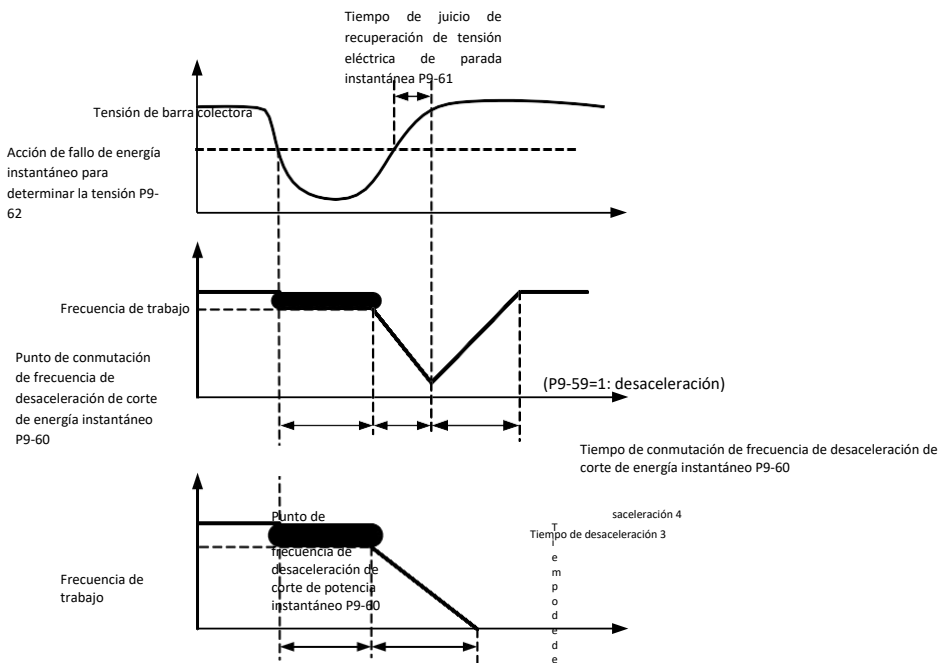 Tiempo de juicio de
recuperación de tensión
eléctrica de parada
instantánea P9-61
Tensión de barra colectora
Acción de fallo de energía
instantáneo para
determinar la tensión P9-
62
Frecuencia de trabajo
Punto de conmutación
de frecuencia de
desaceleración de corte
de energía instantáneo
P9-60
(P9-59=1: desaceleración)
Tiempo de conmutación de frecuencia de desaceleración de
corte de energía instantáneo P9-60
saceleración 4
Tiempo de desaceleración 3
Punto de
frecuencia de
desaceleración de
corte de potencia
instantáneo P9-60
Frecuencia de
trabajo
T
i
e
m
p
o
d
e
d
e